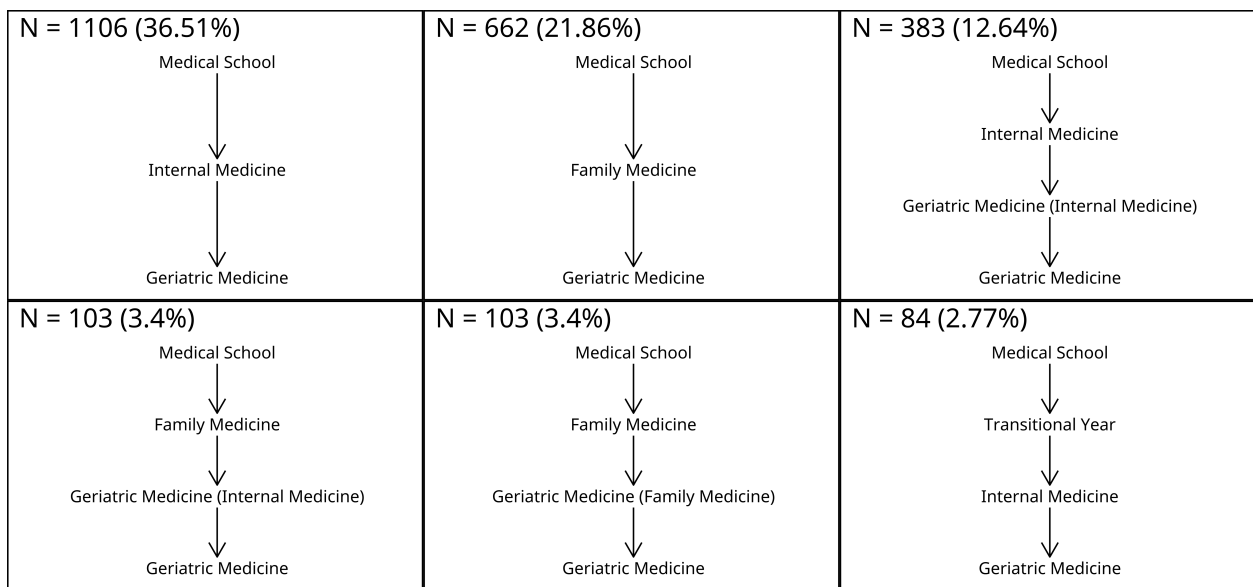 N = 1106 (36.51%)
Medical School
Internal Medicine
Geriatric Medicine
N = 662 (21.86%)
Medical School
Family Medicine
Geriatric Medicine
N = 383 (12.64%)
Medical School
Internal Medicine
Geriatric Medicine (Internal Medicine)
Geriatric Medicine
N = 103 (3.4%)
Medical School
Family Medicine
Geriatric Medicine (Internal Medicine)
Geriatric Medicine
N = 103 (3.4%)
Medical School
Family Medicine
Geriatric Medicine (Family Medicine)
Geriatric Medicine
N = 84 (2.77%)
Medical School
Transitional Year
Internal Medicine
Geriatric Medicine